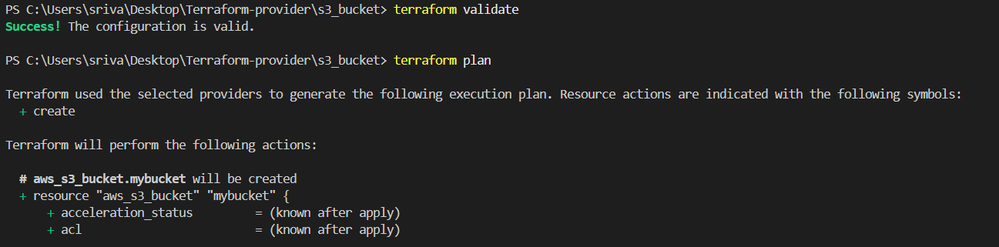 PS C:\Users\sriva\Desktop\Terraform-provider\s3_bucket> terraform validate
Success! The configuration is valid.
PS C:\Users\sriva\Desktop\Terraform-provider\s3_bucket> terraform plan
Terraform used the selected providers to generate the following execution plan. Resource actions are indicated with the following symbols:
+ create
Terraform will perform the following actions:
# aws_s3_bucket.mybucket will be created
+ resource "aws_s3_bucket" "mybucket" {
+ acceleration_status = (known after apply)
+ acl = (known after apply)